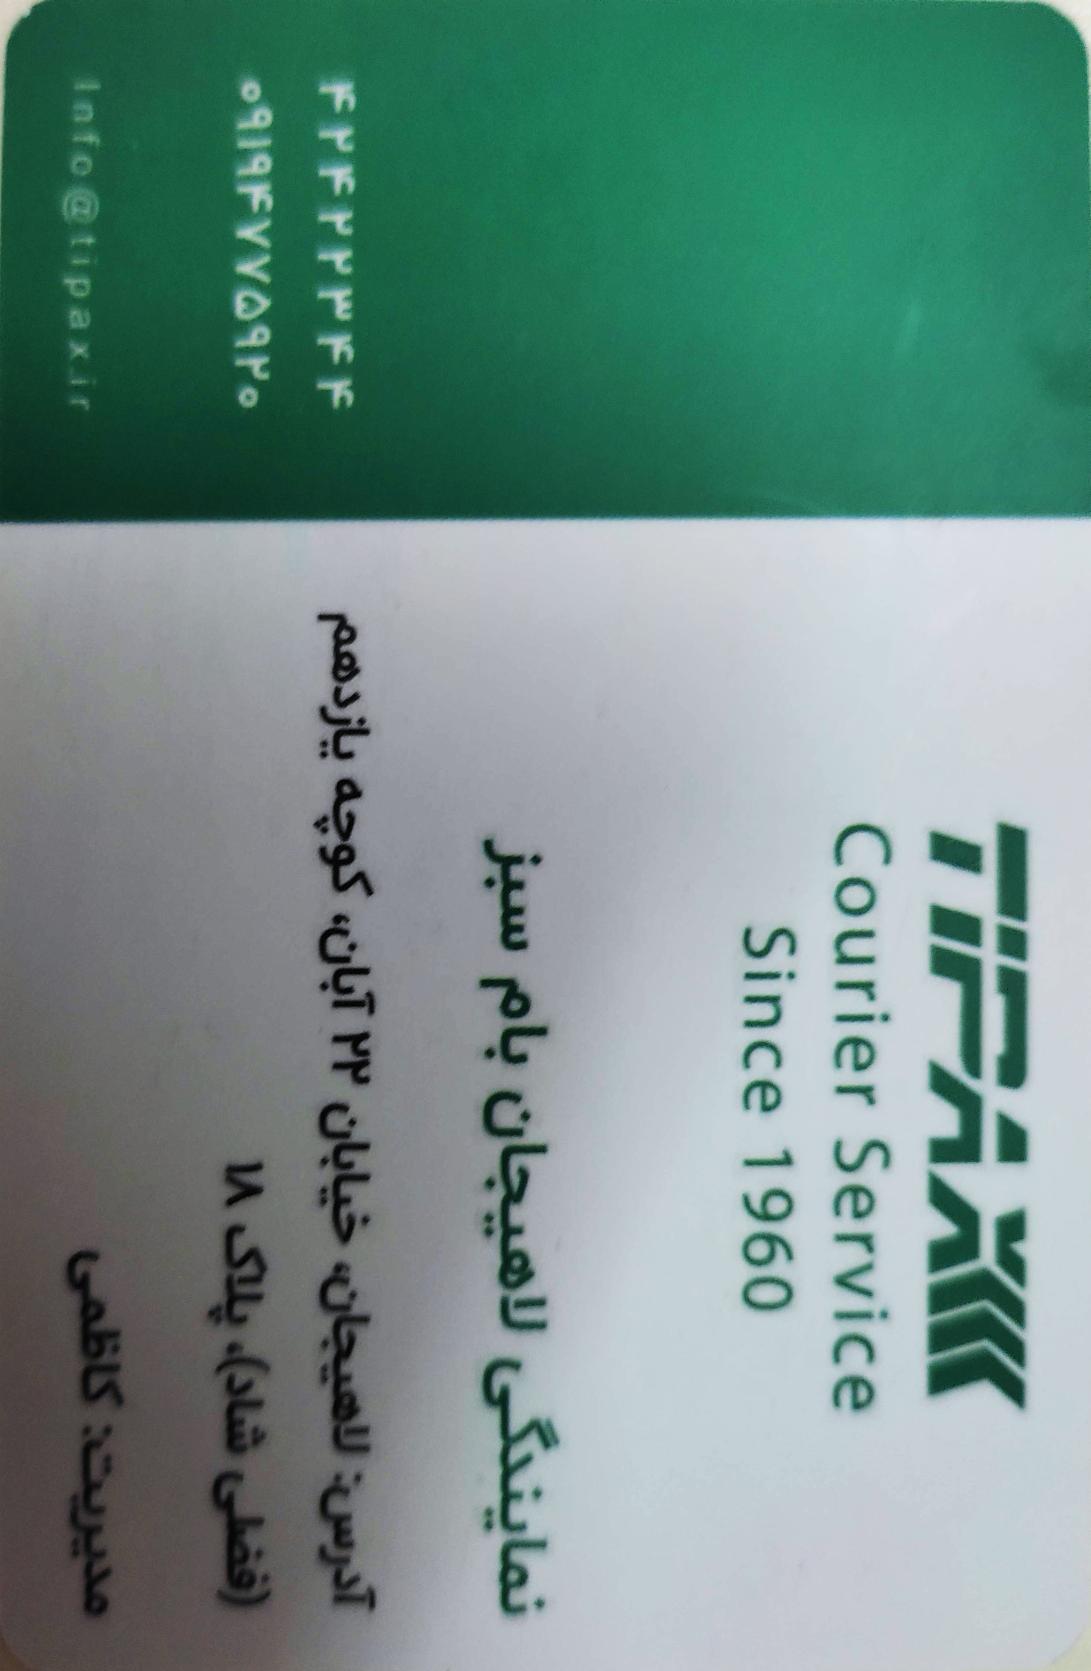 TIPAX
Courier Service
Since 1960
نمایندگی لاهیجان بام سبز
آدرس: لاهیجان، خیابان ۲۲ آبان، کوچه یازدهم
(فضلی شاد)، پلاک ۱۸
مدیریت: کاظمی
۴۲۴۲۲۳۴۴
۰۹۱۹۴۷۷۵۹۲۰
Info@tipax.ir